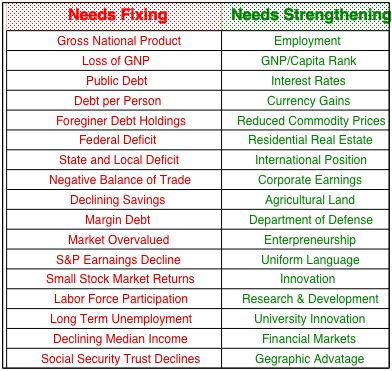 Needs Fixing Needs Strengthening
Gross National Product Employment
Loss of GNP GNP/Capita Rank
Public Debt Interest Rates
Debt per Person Currency Gains
Foreginer Debt Holdings Reduced Commodity Prices
Federal Deficit Residential Real Estate
State and Local Deficit International Position
Negative Balance of Trade Corporate Earnings
Declining Savings Agricultural Land
Margin Debt Department of Defense
Market Overvalued Enterpreneurship
S&P Earnaings Decline Uniform Language
Small Stock Market Returns Innovation
Labor Force Participation Research & Development
Long Term Unemployment University Innovation
Declining Median Income Financial Markets
Social Security Trust Declines Gegraphic Advatage